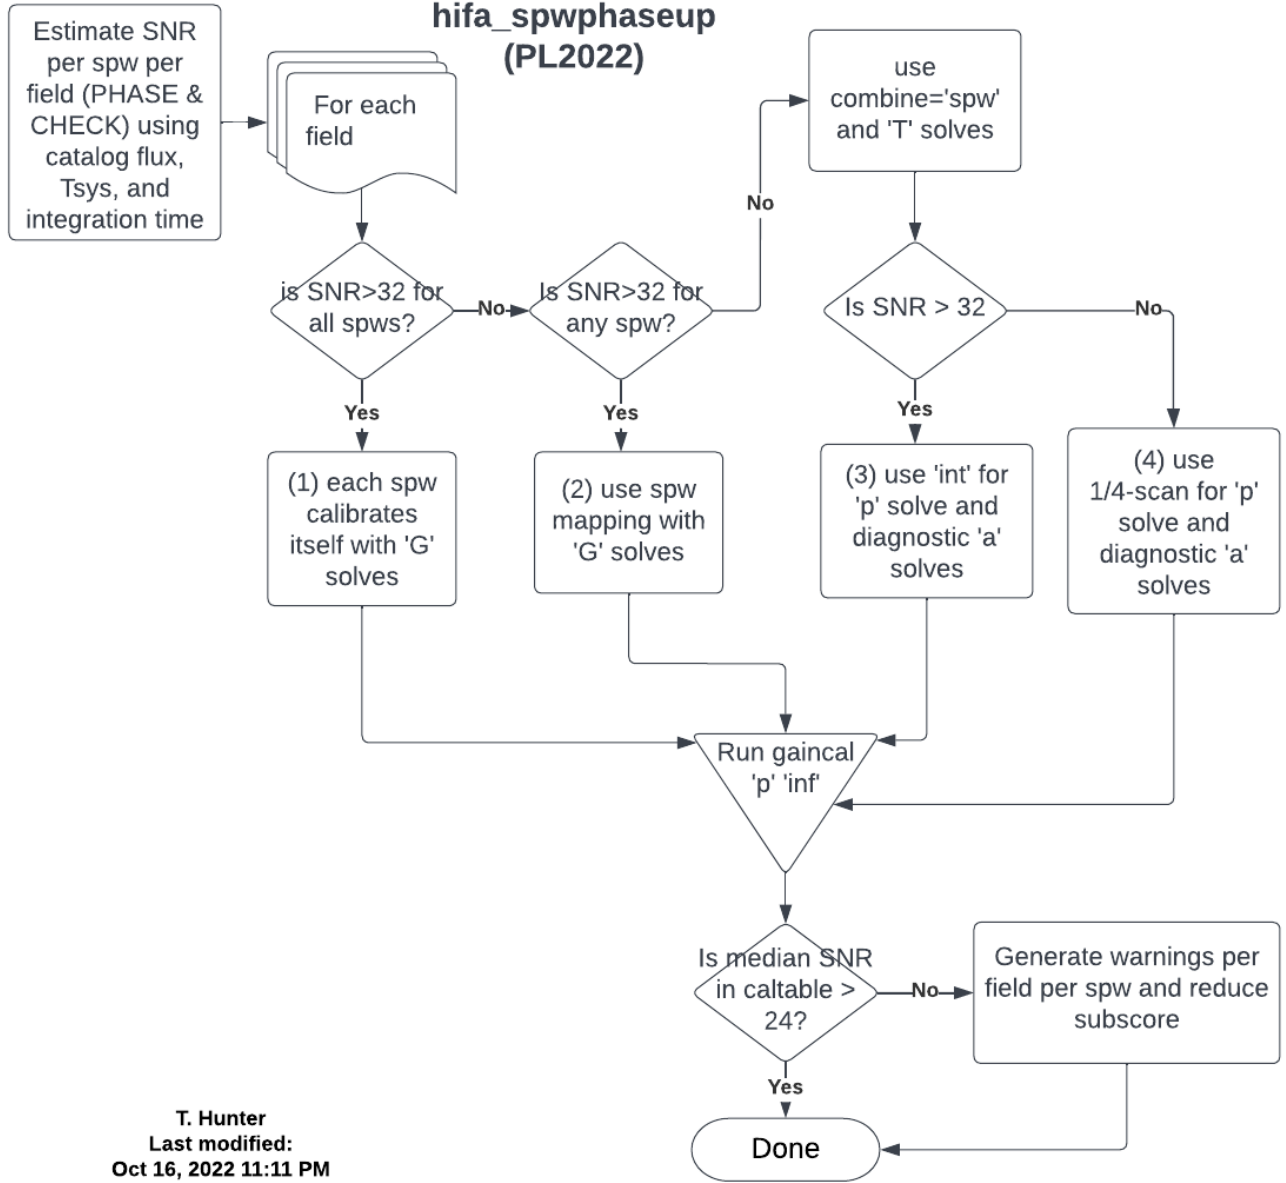 hifa_spwphaseup
(PL2022)
Estimate SNR
per spw per
field (PHASE &
CHECK) using
catalog flux,
Tsys, and
integration time
For each
field
use
combine='spw'
and 'T' solves
No
is SNR>32 for
all spws?
No
Is SNR>32 for
any spw?
Is SNR > 32
No
Yes
Yes
Yes
(1) each spw
calibrates
itself with 'G'
solves
(2) use spw
mapping with
'G' solves
(3) use 'int' for
'p' solve and
diagnostic 'a'
solves
(4) use
1/4-scan for 'p'
solve and
diagnostic 'a'
solves
Run gaincal
'p' 'inf'
Is median SNR
in caltable >
24?
No
Generate warnings per
field per spw and reduce
subscore
Yes
Done
T. Hunter
Last modified:
Oct 16, 2022 11:11 PM